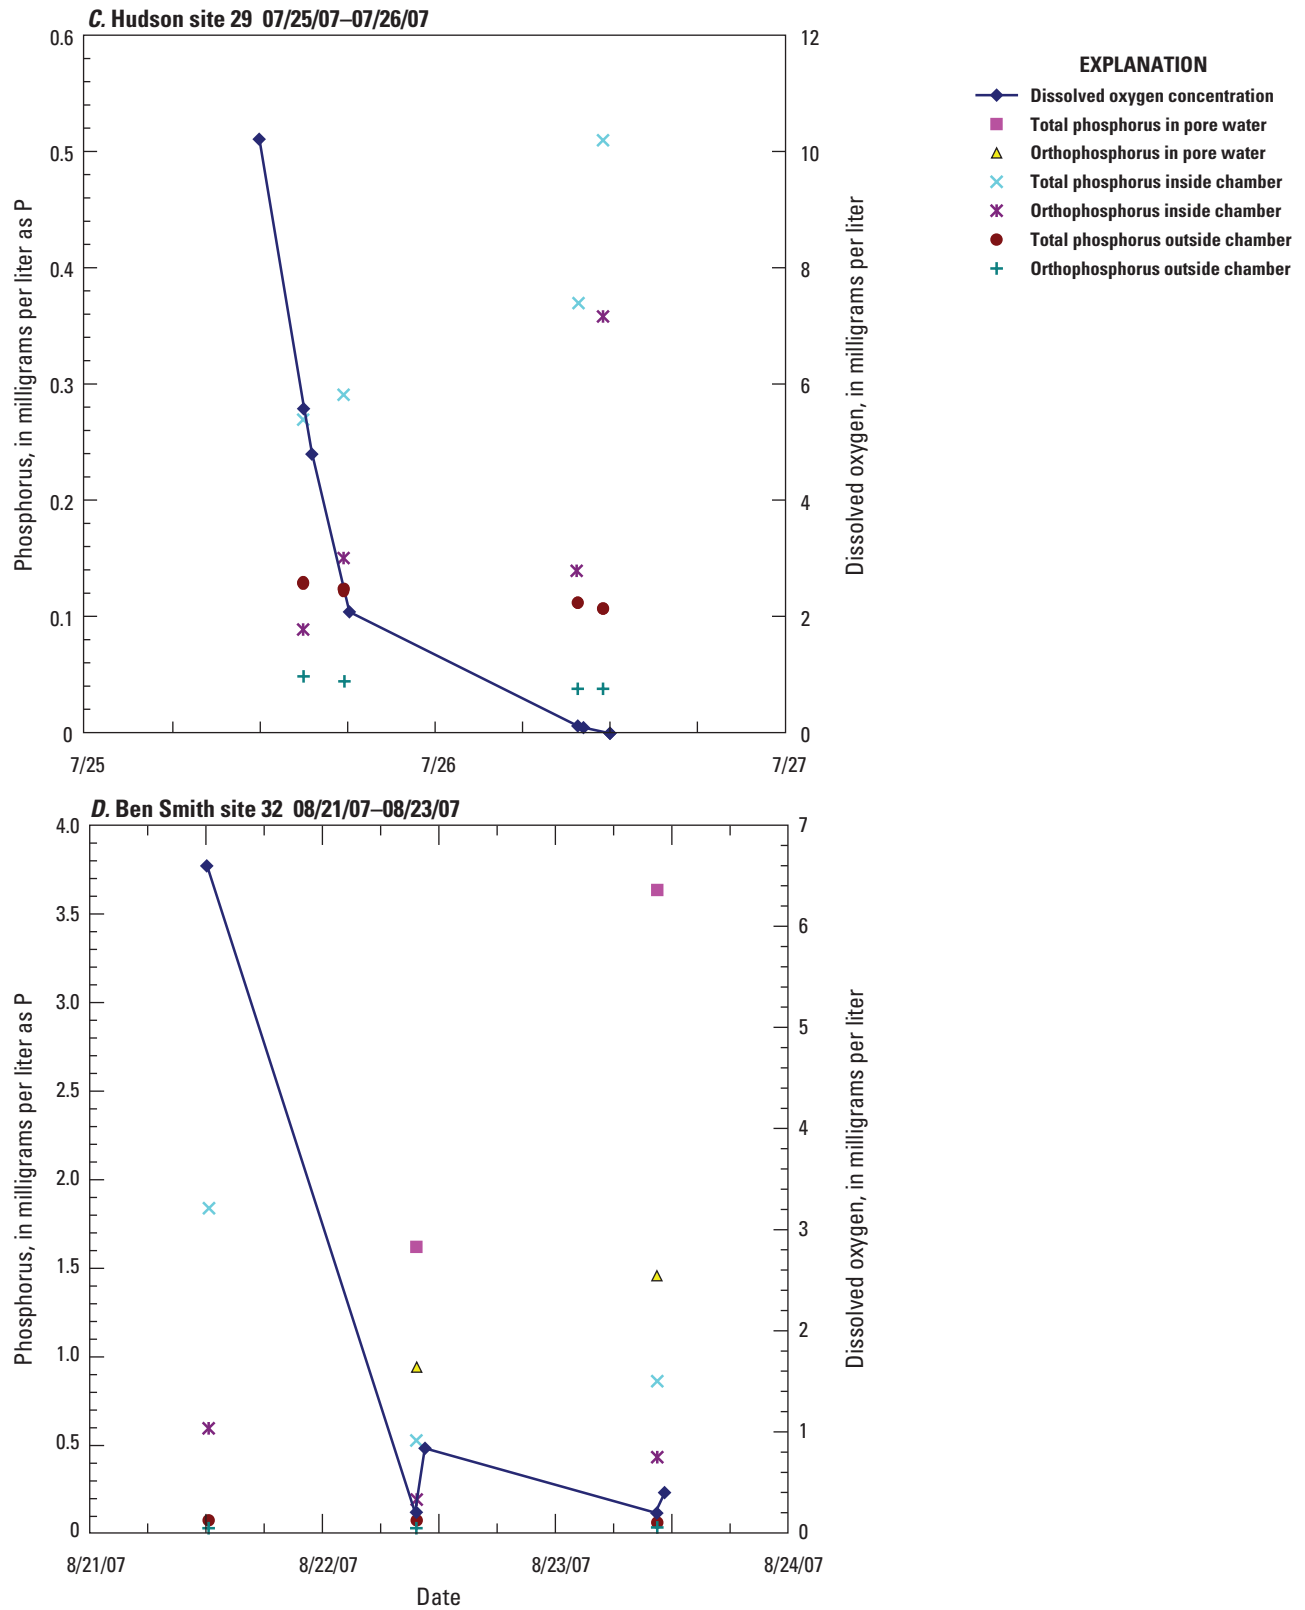 C. Hudson site 29  07/25/07–07/26/07
0.6
0.5
0.4
0.3
0.2
0.1
0
Phosphorus, in milligrams per liter as P
12
10
8
6
4
2
0
Dissolved oxygen, in milligrams per liter
7/25
7/26
7/27
EXPLANATION
Dissolved oxygen concentration
Total phosphorus in pore water
Orthophosphorus in pore water
Total phosphorus inside chamber
Orthophosphorus inside chamber
Total phosphorus outside chamber
Orthophosphorus outside chamber
D. Ben Smith site 32  08/21/07–08/23/07
4.0
3.5
3.0
2.5
2.0
1.5
1.0
0.5
0
Phosphorus, in milligrams per liter as P
7
6
5
4
3
2
1
0
Dissolved oxygen, in milligrams per liter
8/21/07
8/22/07
8/23/07
8/24/07
Date